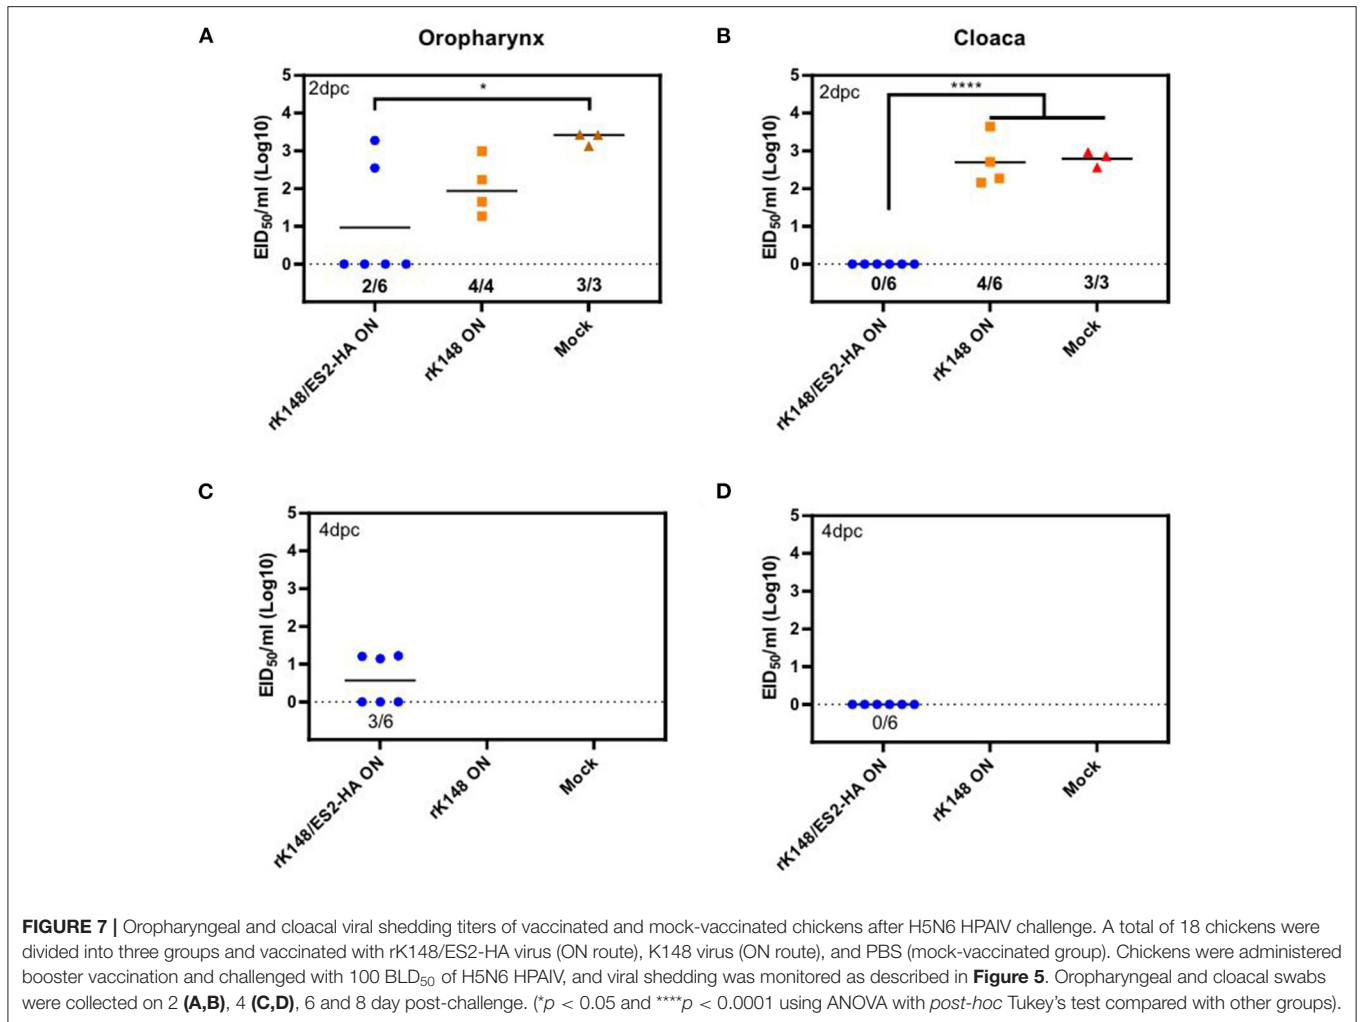 A
Oropharynx
5
4
3
2
1
0
EID50/ml (Log10)
2dpc
*
2/6
4/4
3/3
rK148/ES2-HA ON
rK148 ON
Mock
B
Cloaca
5
4
3
2
1
0
EID50/ml (Log10)
2dpc
****
0/6
4/6
3/3
rK148/ES2-HA ON
rK148 ON
Mock
C
5
4
3
2
1
0
EID50/ml (Log10)
4dpc
3/6
rK148/ES2-HA ON
rK148 ON
Mock
D
5
4
3
2
1
0
EID50/ml (Log10)
4dpc
0/6
rK148/ES2-HA ON
rK148 ON
Mock
FIGURE 7 | Oropharyngeal and cloacal viral shedding titers of vaccinated and mock-vaccinated chickens after H5N6 HPAIV challenge. A total of 18 chickens were
divided into three groups and vaccinated with rK148/ES2-HA virus (ON route), K148 virus (ON route), and PBS (mock-vaccinated group). Chickens were administered
booster vaccination and challenged with 100 BLD50 of H5N6 HPAIV, and viral shedding was monitored as described in Figure 5. Oropharyngeal and cloacal swabs
were collected on 2 (A,B), 4 (C,D), 6 and 8 day post-challenge. (*p < 0.05 and ****p < 0.0001 using ANOVA with post-hoc Tukey's test compared with other groups).